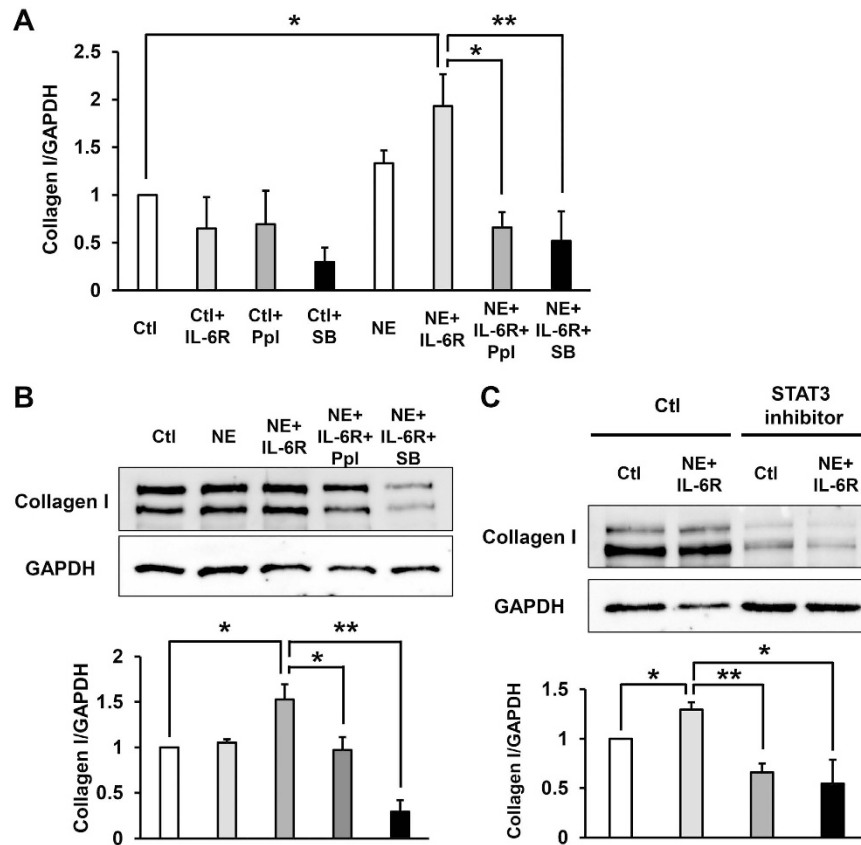 A
*
**
*
2.5
2
1.5
1
0.5
0
Collagen I/GAPDH
Ctl
Ctl+
IL-6R
Ctl+
Ppl
Ctl+
SB
NE
NE+
IL-6R
NE+
IL-6R+
Ppl
NE+
IL-6R+
SB
B
Ctl
NE
NE+
IL-6R
NE+
IL-6R+
Ppl
NE+
IL-6R+
SB
Collagen I
GAPDH
*
**
*
2
1.5
1
0.5
0
Collagen I/GAPDH
C
Ctl
STAT3
inhibitor
Ctl
NE+
IL-6R
Ctl
NE+
IL-6R
Collagen I
GAPDH
*
*
**
1.5
1
0.5
0
Collagen I/GAPDH